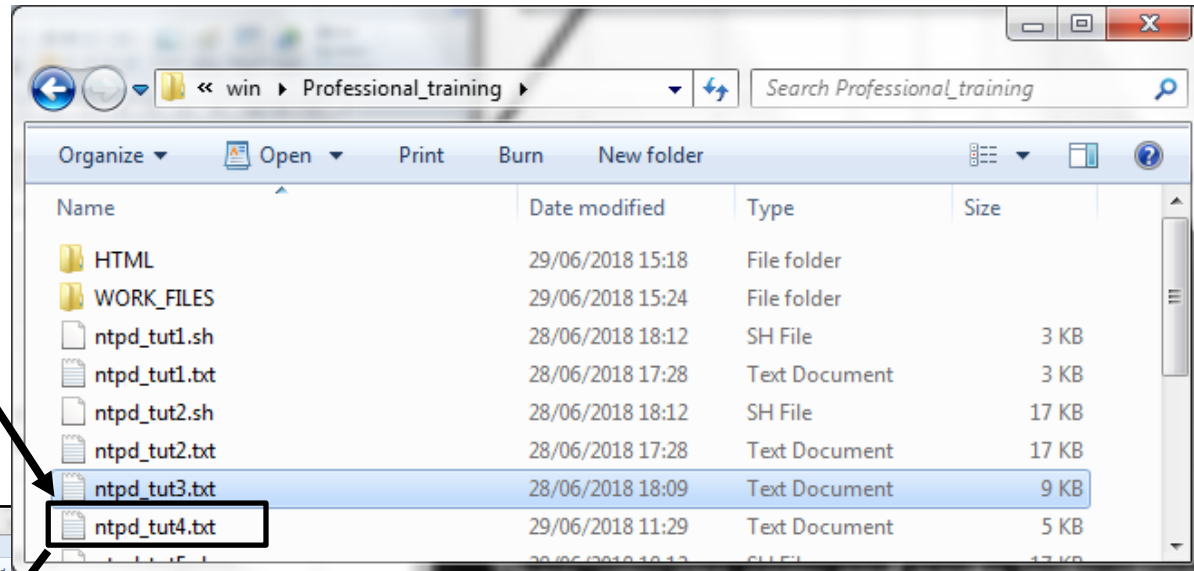 « win ▸ Professional_training ▸ Search Professional_training
Organize ▼ Open ▼ Print Burn New folder
Name Date modified Type Size
HTML 29/06/2018 15:18 File folder
WORK_FILES 29/06/2018 15:24 File folder
ntpd_tut1.sh 28/06/2018 18:12 SH File 3 KB
ntpd_tut1.txt 28/06/2018 17:28 Text Document 3 KB
ntpd_tut2.sh 28/06/2018 18:12 SH File 17 KB
ntpd_tut2.txt 28/06/2018 17:28 Text Document 17 KB
ntpd_tut3.txt 28/06/2018 18:09 Text Document 9 KB
ntpd_tut4.txt 29/06/2018 11:29 Text Document 5 KB